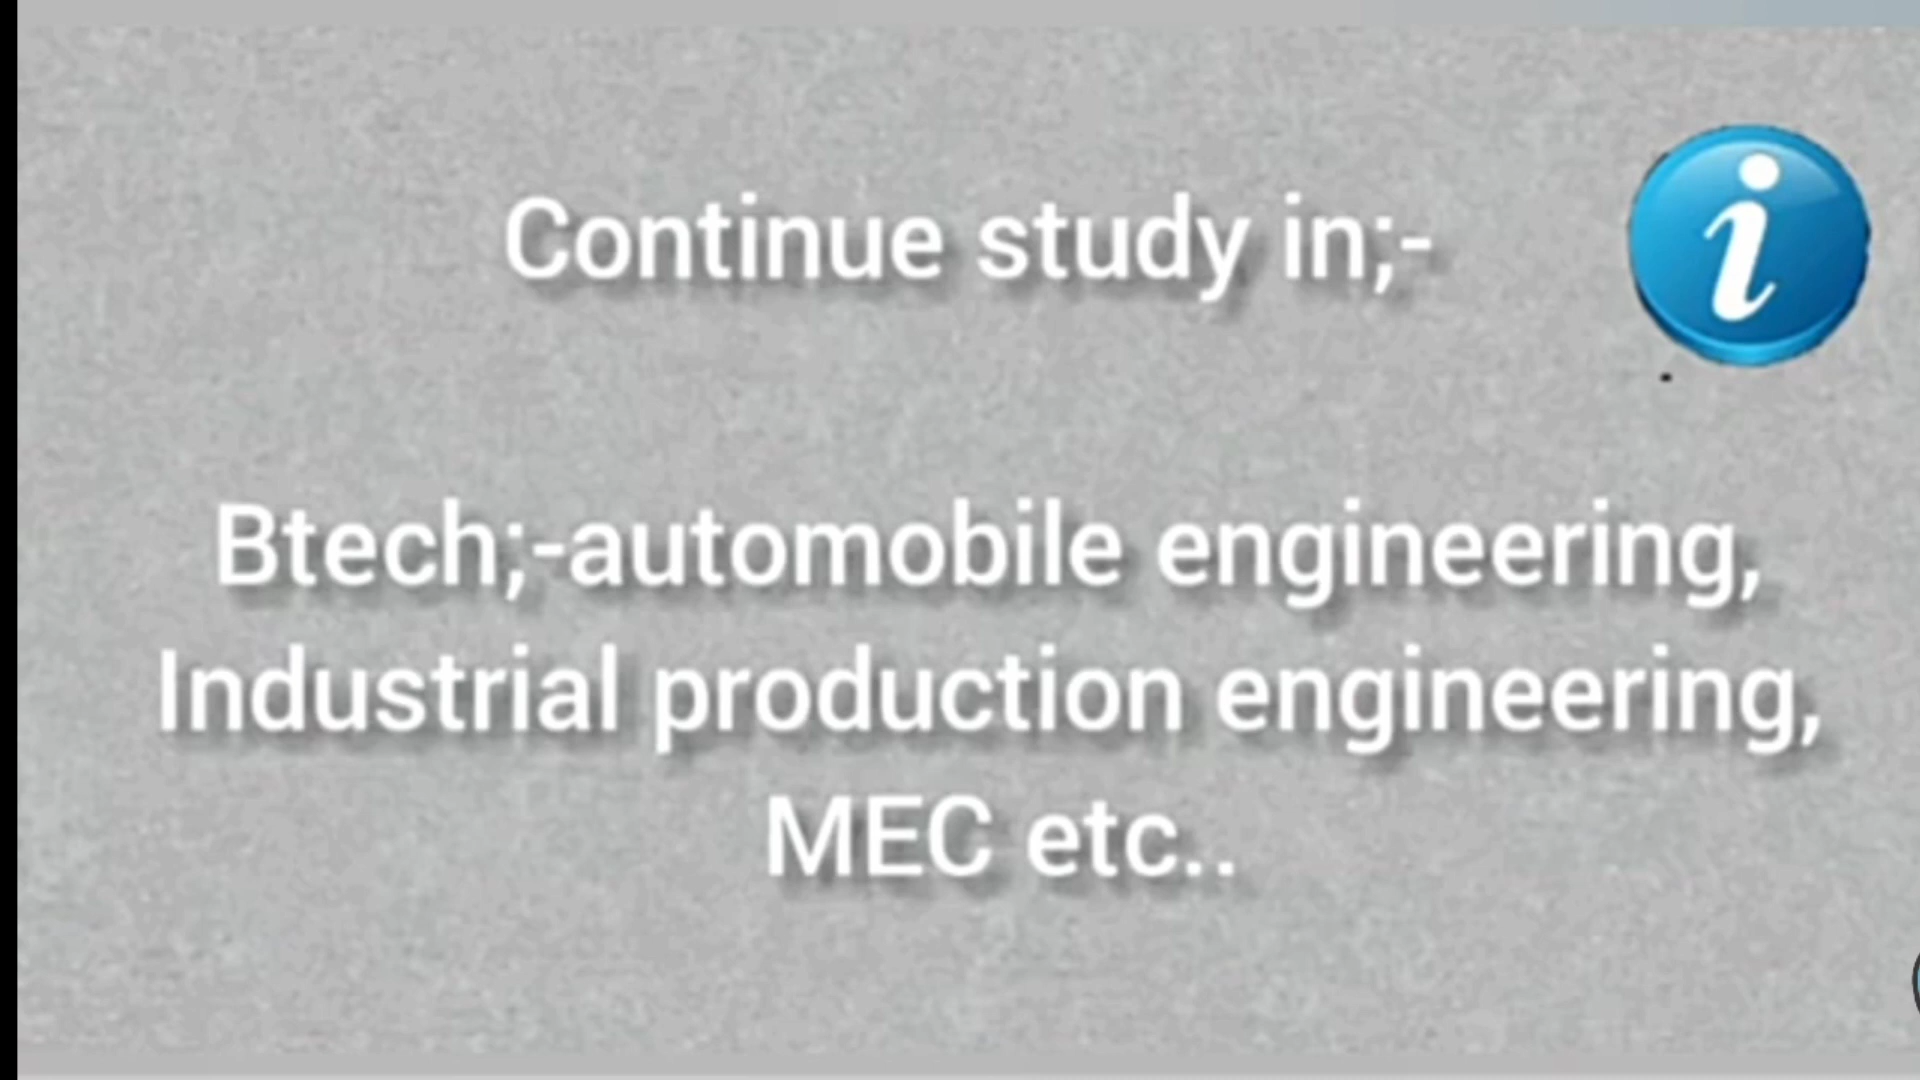 Continue study in;-
Btech;-automobile engineering,
Industrial production engineering,
MEC etc..